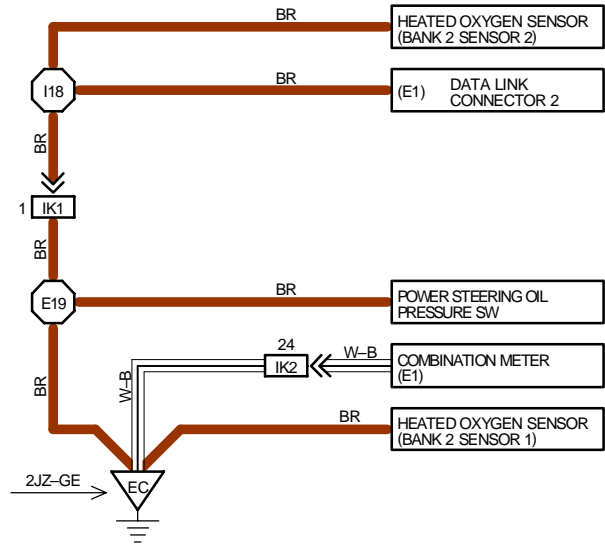 BR
HEATED OXYGEN SENSOR
(BANK 2 SENSOR 2)
I18
BR
(E1) DATA LINK
CONNECTOR 2
BR
1 IK1
BR
E19
BR
POWER STEERING OIL
PRESSURE SW
24
IK2
W–B
COMBINATION METER
(E1)
W–B
BR
BR
HEATED OXYGEN SENSOR
(BANK 2 SENSOR 1)
2JZ–GE
EC